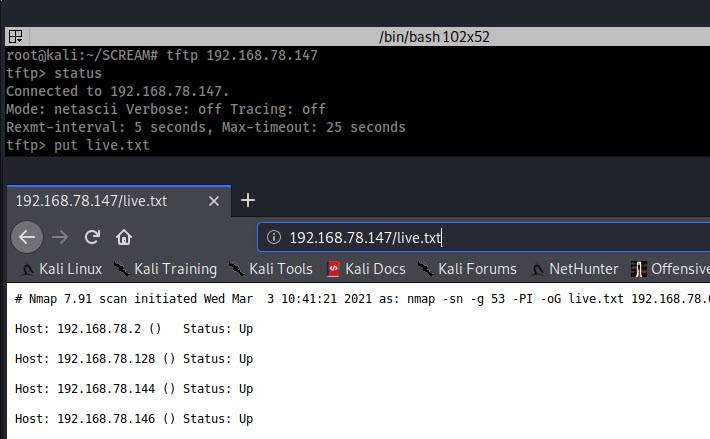 /bin/bash 102x52
root@kali:~/SCREAM# tftp 192.168.78.147
tftp> status
Connected to 192.168.78.147.
Mode: netascii Verbose: off Tracing: off
Rexmt-interval: 5 seconds, Max-timeout: 25 seconds
tftp> put live.txt
192.168.78.147/live.txt
192.168.78.147/live.txt
Kali Linux Kali Training Kali Tools Kali Docs Kali Forums NetHunter Offensive
# Nmap 7.91 scan initiated Wed Mar  3 10:41:21 2021 as: nmap -sn -g 53 -PI -oG live.txt 192.168.78.
Host: 192.168.78.2 ()   Status: Up
Host: 192.168.78.128 () Status: Up
Host: 192.168.78.144 () Status: Up
Host: 192.168.78.146 () Status: Up